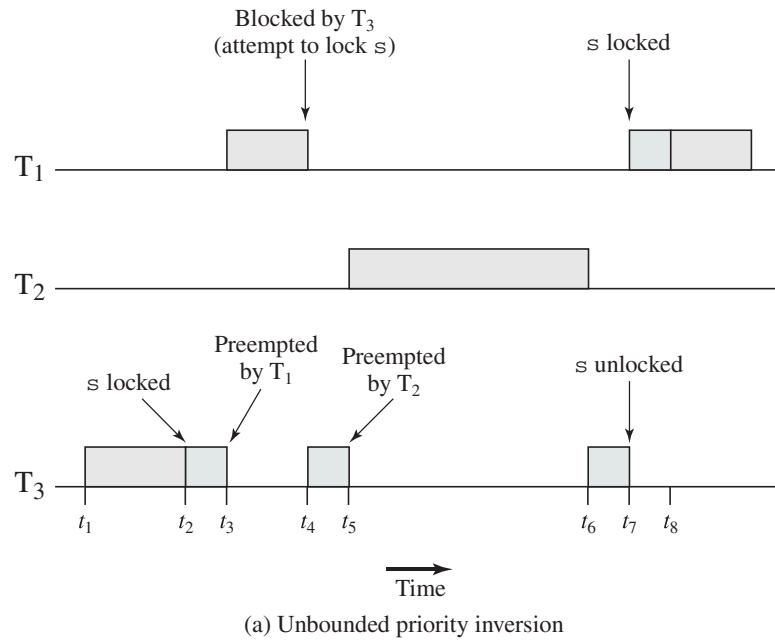 Blocked by T3
(attempt to lock s)
s locked
T1
T2
Preempted
by T1
Preempted
by T2
s locked
s unlocked
T3
t1 t2 t3 t4 t5 t6 t7 t8
Time
(a) Unbounded priority inversion